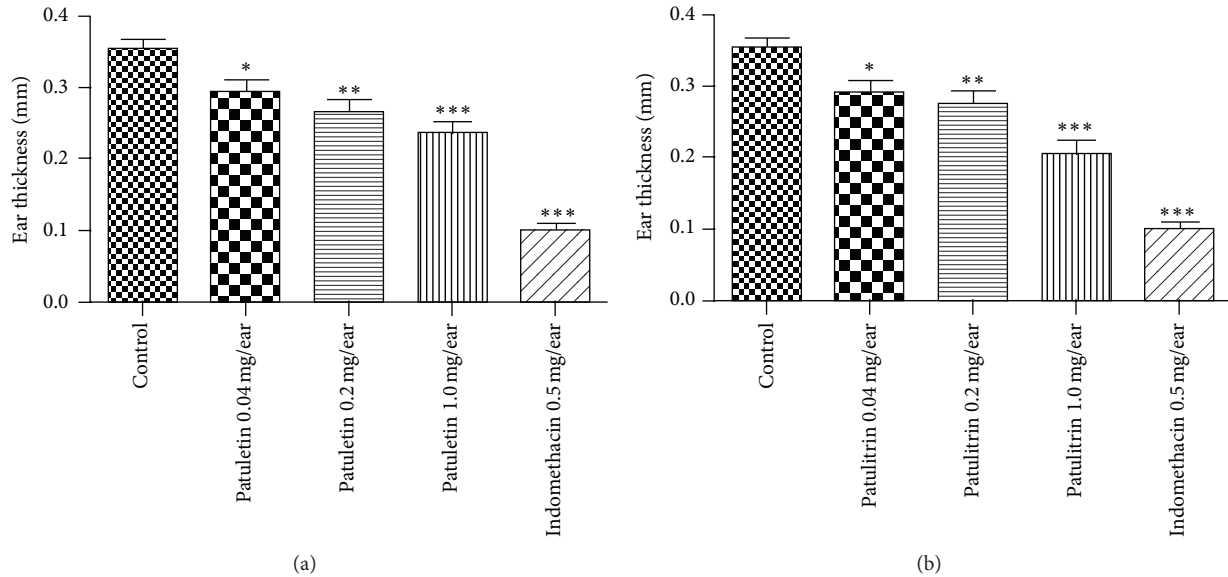 0.4
0.3
0.2
0.1
0.0
Ear thickness (mm)
*
**
***
***
Control
Patuletin 0.04 mg/ear
Patuletin 0.2 mg/ear
Patuletin 1.0 mg/ear
Indomethacin 0.5 mg/ear
(a)
0.4
0.3
0.2
0.1
0.0
Ear thickness (mm)
*
**
***
***
Control
Patulitrin 0.04 mg/ear
Patulitrin 0.2 mg/ear
Patulitrin 1.0 mg/ear
Indomethacin 0.5 mg/ear
(b)